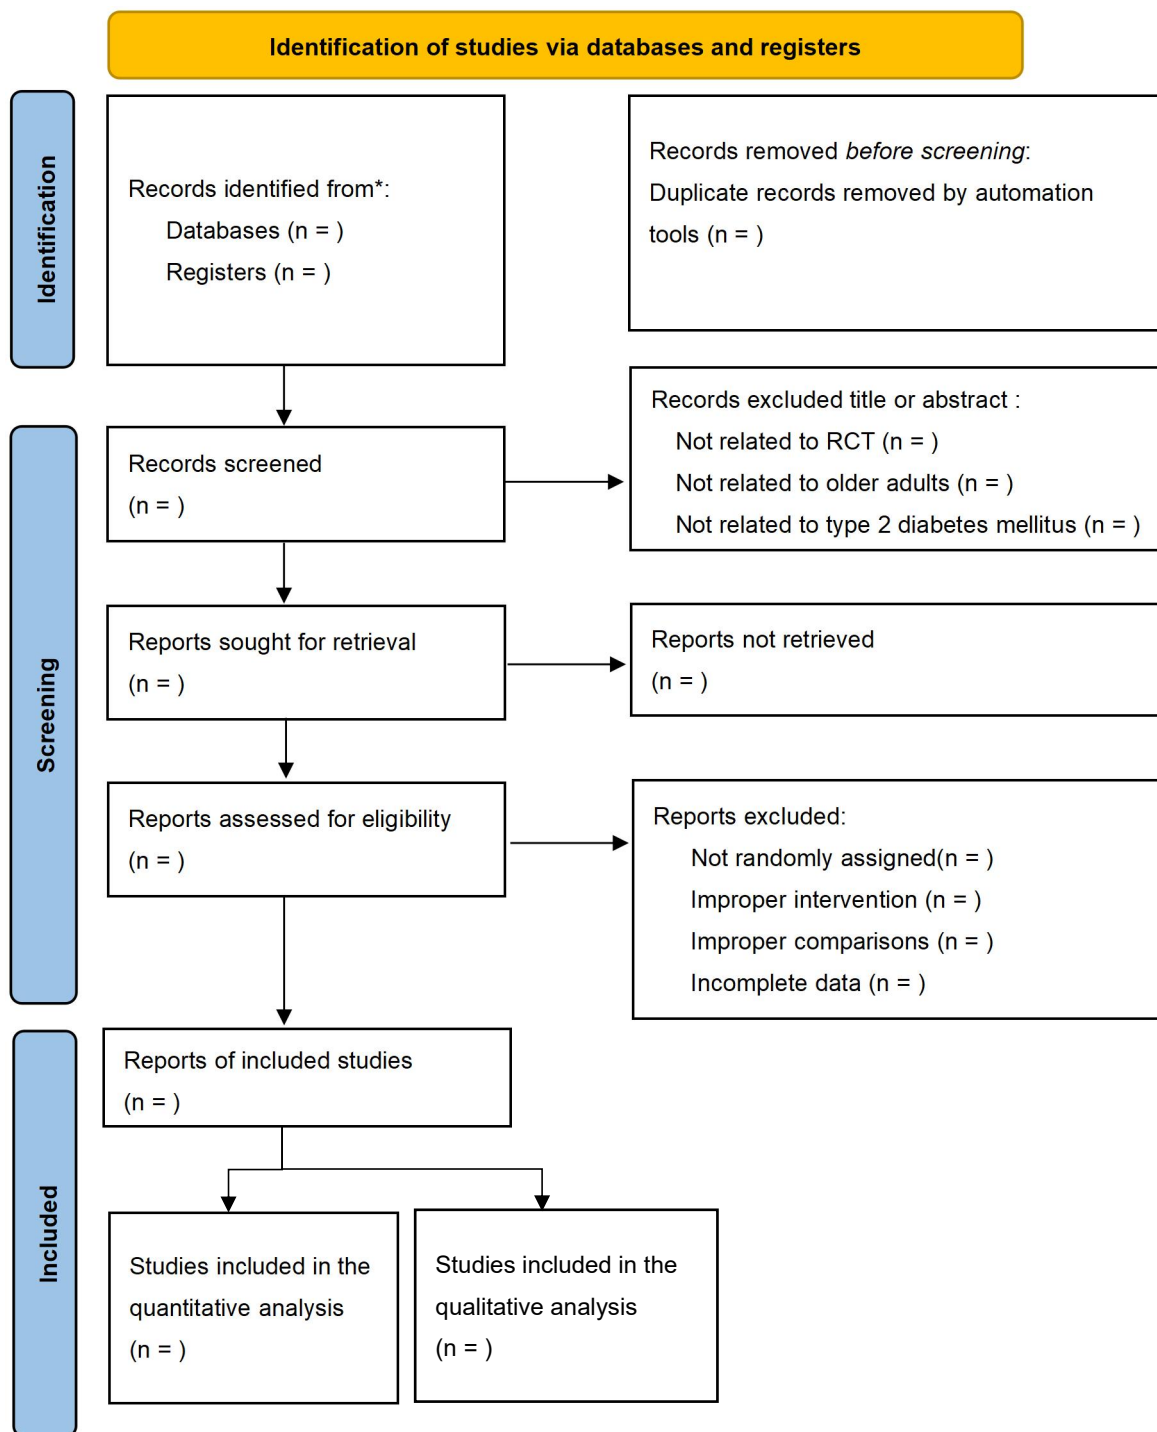 Identification of studies via databases and registers
Identification
Records identified from*:
Databases (n = )
Registers (n = )
Records removed before screening:
Duplicate records removed by automation
tools (n = )
Screening
Records screened
(n = )
Records excluded title or abstract :
Not related to RCT (n = )
Not related to older adults (n = )
Not related to type 2 diabetes mellitus (n = )
Reports sought for retrieval
(n = )
Reports not retrieved
(n = )
Reports assessed for eligibility
(n = )
Reports excluded:
Not randomly assigned(n = )
Improper intervention (n = )
Improper comparisons (n = )
Incomplete data (n = )
Included
Reports of included studies
(n = )
Studies included in the
quantitative analysis
(n = )
Studies included in the
qualitative analysis
(n = )